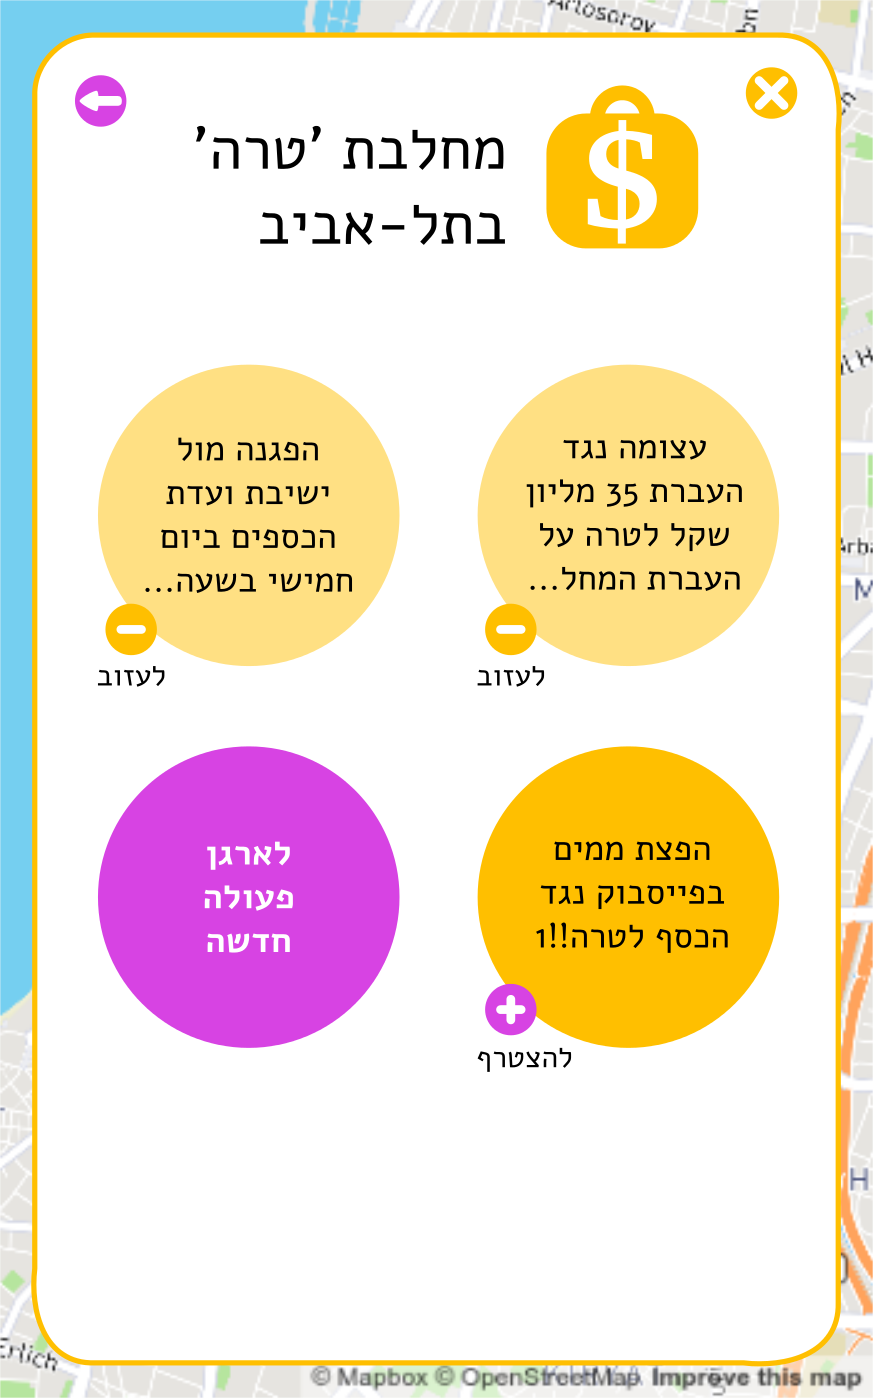 Arlosorov
מחלבת 'טרה'
בתל-אביב
$
עצומה נגד
העברת 35 מליון
שקל לטרה על
העברת המחל...
לעזוב
הפגנה מול
ישיבת ועדת
הכספים ביום
חמישי בשעה...
לעזוב
הפצת ממים
בפייסבוק נגד
הכסף לטרה!!1
להצטרף
לארגן
פעולה
חדשה
Erlich
© Mapbox © OpenStreetMap Improve this map